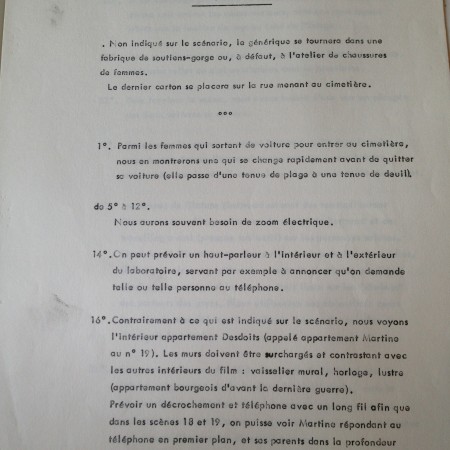 . Non indiqué sur le scénario, le générique se tournera dans une
fabrique de soutiens-gorge ou, à défaut, à l'atelier de chaussures
de femmes.
Le dernier carton se placera sur la rue menant au cimetière.
ooo
1°. Parmi les femmes qui sortent de voiture pour entrer au cimetière,
nous en montrerons une qui se change rapidement avant de quitter
sa voiture (elle passe d'une tenue de plage à une tenue de deuil).
de 5° à 12°.
Nous aurons souvent besoin de zoom électrique.
14°. On peut prévoir un haut-parleur à l'intérieur et à l'extérieur
du laboratoire, servant par exemple à annoncer qu'on demande
telle ou telle personne au téléphone.
16°. Contrairement à ce qui est indiqué sur le scénario, nous voyons
l'intérieur appartement Desdoits (appelé appartement Martine
au n° 19). Les murs doivent être surchargés et contrastant avec
les autres intérieurs du film : vaisselier mural, horloge, lustre
(appartement bourgeois d'avant la dernière guerre).
Prévoir un décrochement et téléphone avec un long fil afin que
dans les scènes 18 et 19, on puisse voir Martine répondant au
téléphone en premier plan, et ses parents dans la profondeur